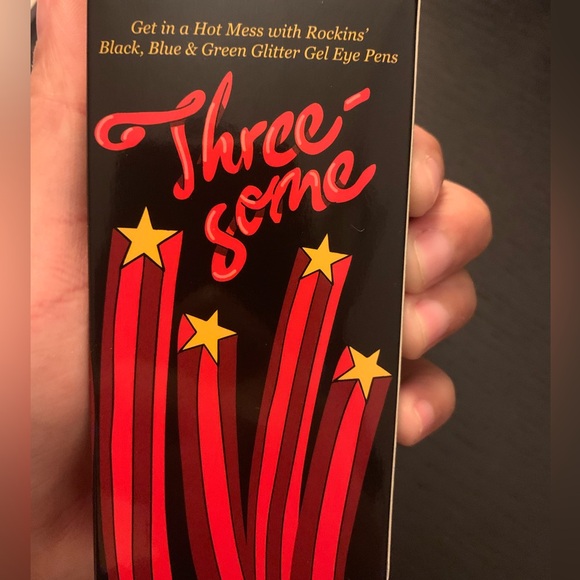 Get in a Hot Mess with Rockins'
Black, Blue & Green Glitter Gel Eye Pens
Three-
some